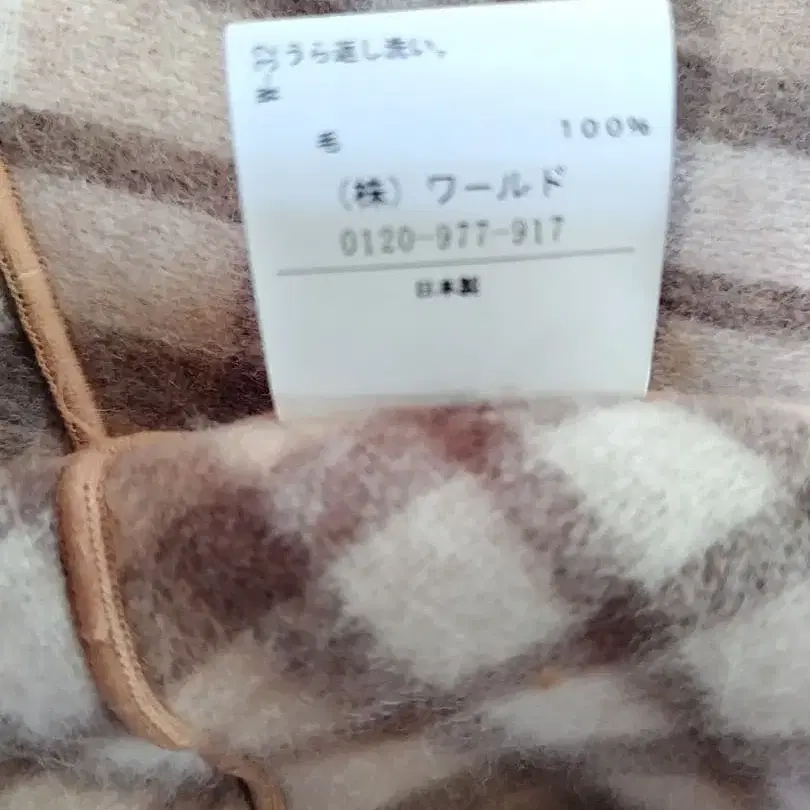 うら返し洗い。
毛 100%
(株) ワールド
0120-977-917
日本製